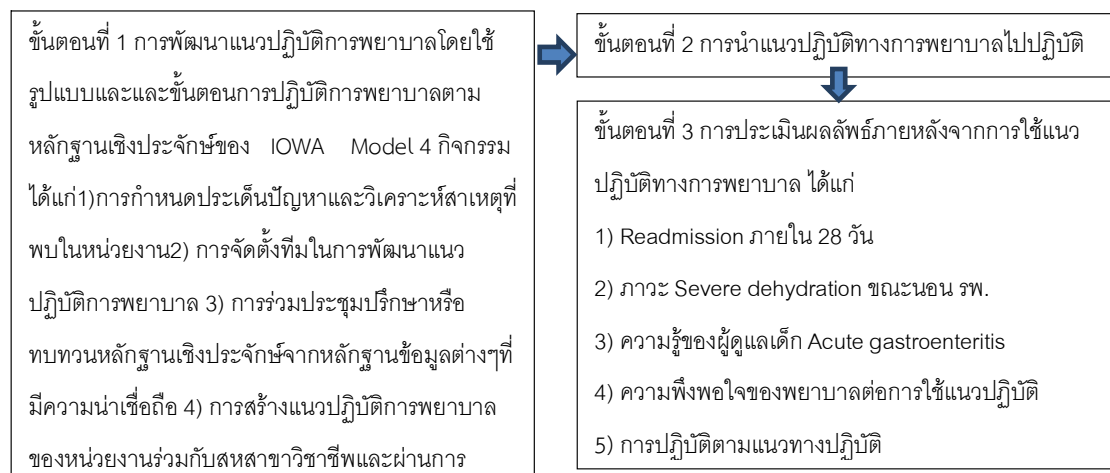 ขั้นตอนที่ 1 การพัฒนาแนวปฏิบัติการพยาบาลโดยใช้
รูปแบบและและขั้นตอนการปฏิบัติการพยาบาลตาม
หลักฐานเชิงประจักษ์ของ IOWA Model 4 กิจกรรม
ได้แก่1)การกำหนดประเด็นปัญหาและวิเคราะห์สาเหตุที่
พบในหน่วยงาน2) การจัดตั้งทีมในการพัฒนาแนว
ปฏิบัติการพยาบาล 3) การร่วมประชุมปรึกษาหรือ
ทบทวนหลักฐานเชิงประจักษ์จากหลักฐานข้อมูลต่างๆที่
มีความน่าเชื่อถือ 4) การสร้างแนวปฏิบัติการพยาบาล
ของหน่วยงานร่วมกับสหสาขาวิชาชีพและผ่านการ
ขั้นตอนที่ 2 การนำแนวปฏิบัติทางการพยาบาลไปปฏิบัติ
ขั้นตอนที่ 3 การประเมินผลลัพธ์ภายหลังจากการใช้แนว
ปฏิบัติทางการพยาบาล ได้แก่
1) Readmission ภายใน 28 วัน
2) ภาวะ Severe dehydration ขณะนอน รพ.
3) ความรู้ของผู้ดูแลเด็ก Acute gastroenteritis
4) ความพึงพอใจของพยาบาลต่อการใช้แนวปฏิบัติ
5) การปฏิบัติตามแนวทางปฏิบัติ